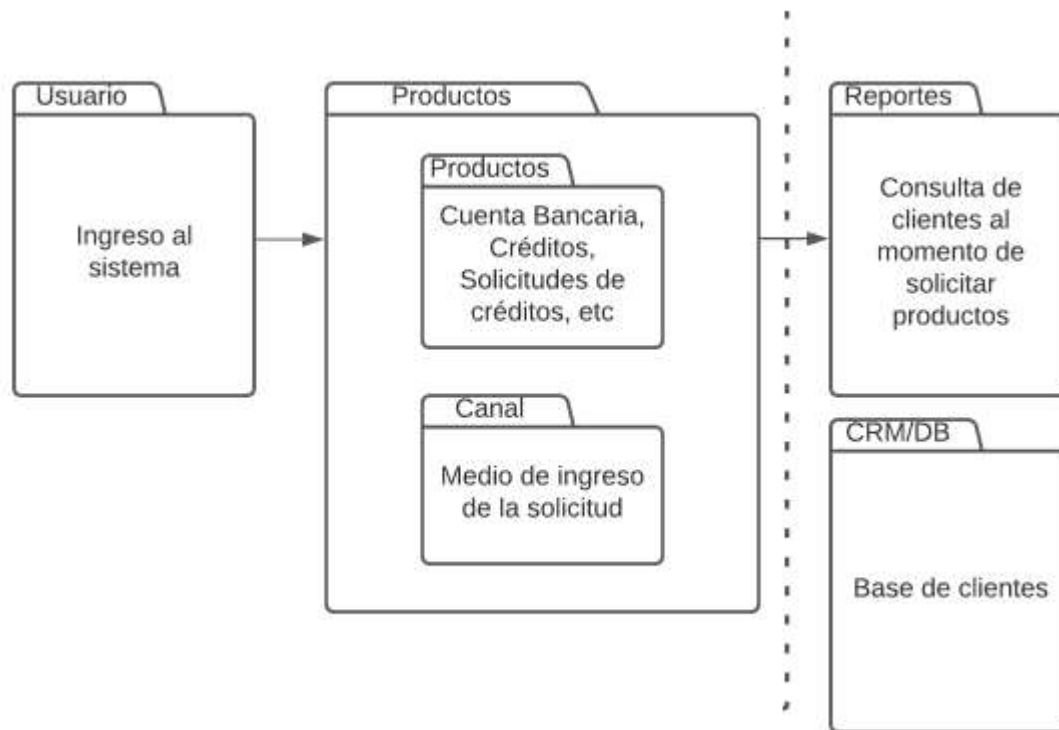 Usuario
Ingreso al
sistema
Productos
Productos
Cuenta Bancaria,
Créditos,
Solicitudes de
créditos, etc
Canal
Medio de ingreso
de la solicitud
Reportes
Consulta de
clientes al
momento de
solicitar
productos
CRM/DB
Base de clientes